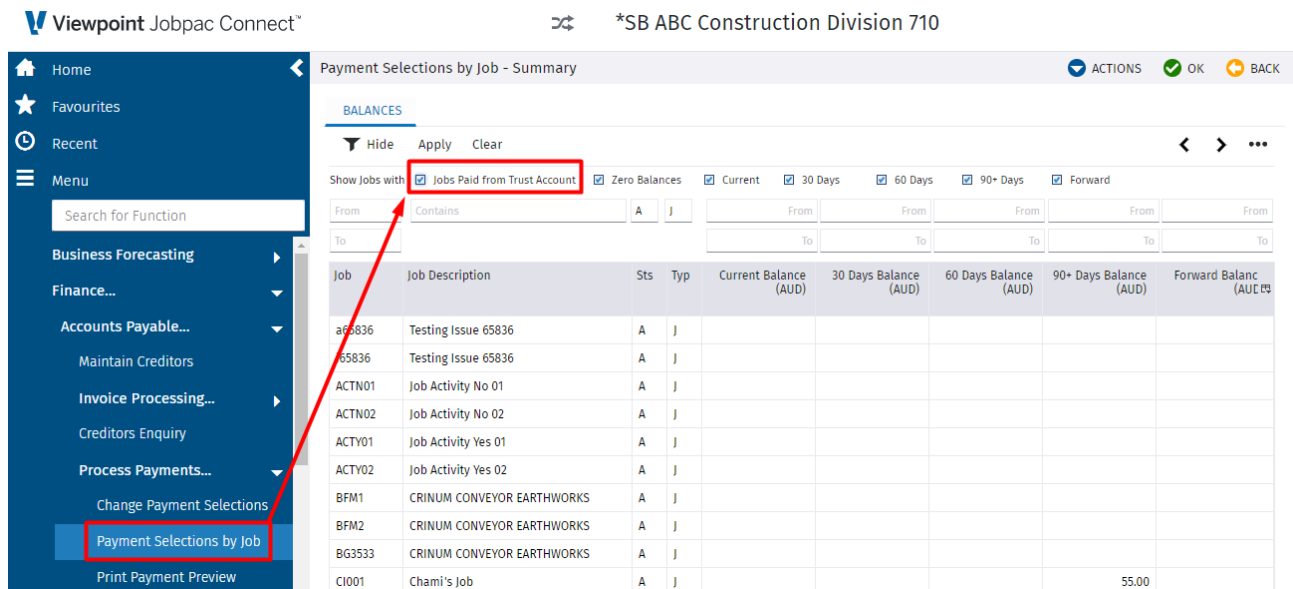 Viewpoint Jobpac Connect™ *SB ABC Construction Division 710
Home
Favourites
Recent
Menu
Search for Function
Business Forecasting
Finance...
Accounts Payable...
Maintain Creditors
Invoice Processing...
Creditors Enquiry
Process Payments...
Change Payment Selections
Payment Selections by Job
Print Payment Preview
Payment Selections by Job - Summary ACTIONS OK BACK
BALANCES
Hide Apply Clear
Show Jobs with Jobs Paid from Trust Account Zero Balances Current 30 Days 60 Days 90+ Days Forward
From Contains A J From From From From From
To To To To To To
Job Job Description Sts Typ Current Balance (AUD) 30 Days Balance (AUD) 60 Days Balance (AUD) 90+ Days Balance (AUD) Forward Balanc (AUD
a65836 Testing Issue 65836 A J
65836 Testing Issue 65836 A J
ACTN01 Job Activity No 01 A J
ACTN02 Job Activity No 02 A J
ACTY01 Job Activity Yes 01 A J
ACTY02 Job Activity Yes 02 A J
BFM1 CRINUM CONVEYOR EARTHWORKS A J
BFM2 CRINUM CONVEYOR EARTHWORKS A J
BG3533 CRINUM CONVEYOR EARTHWORKS A J
CI001 Chami's Job A J 55.00